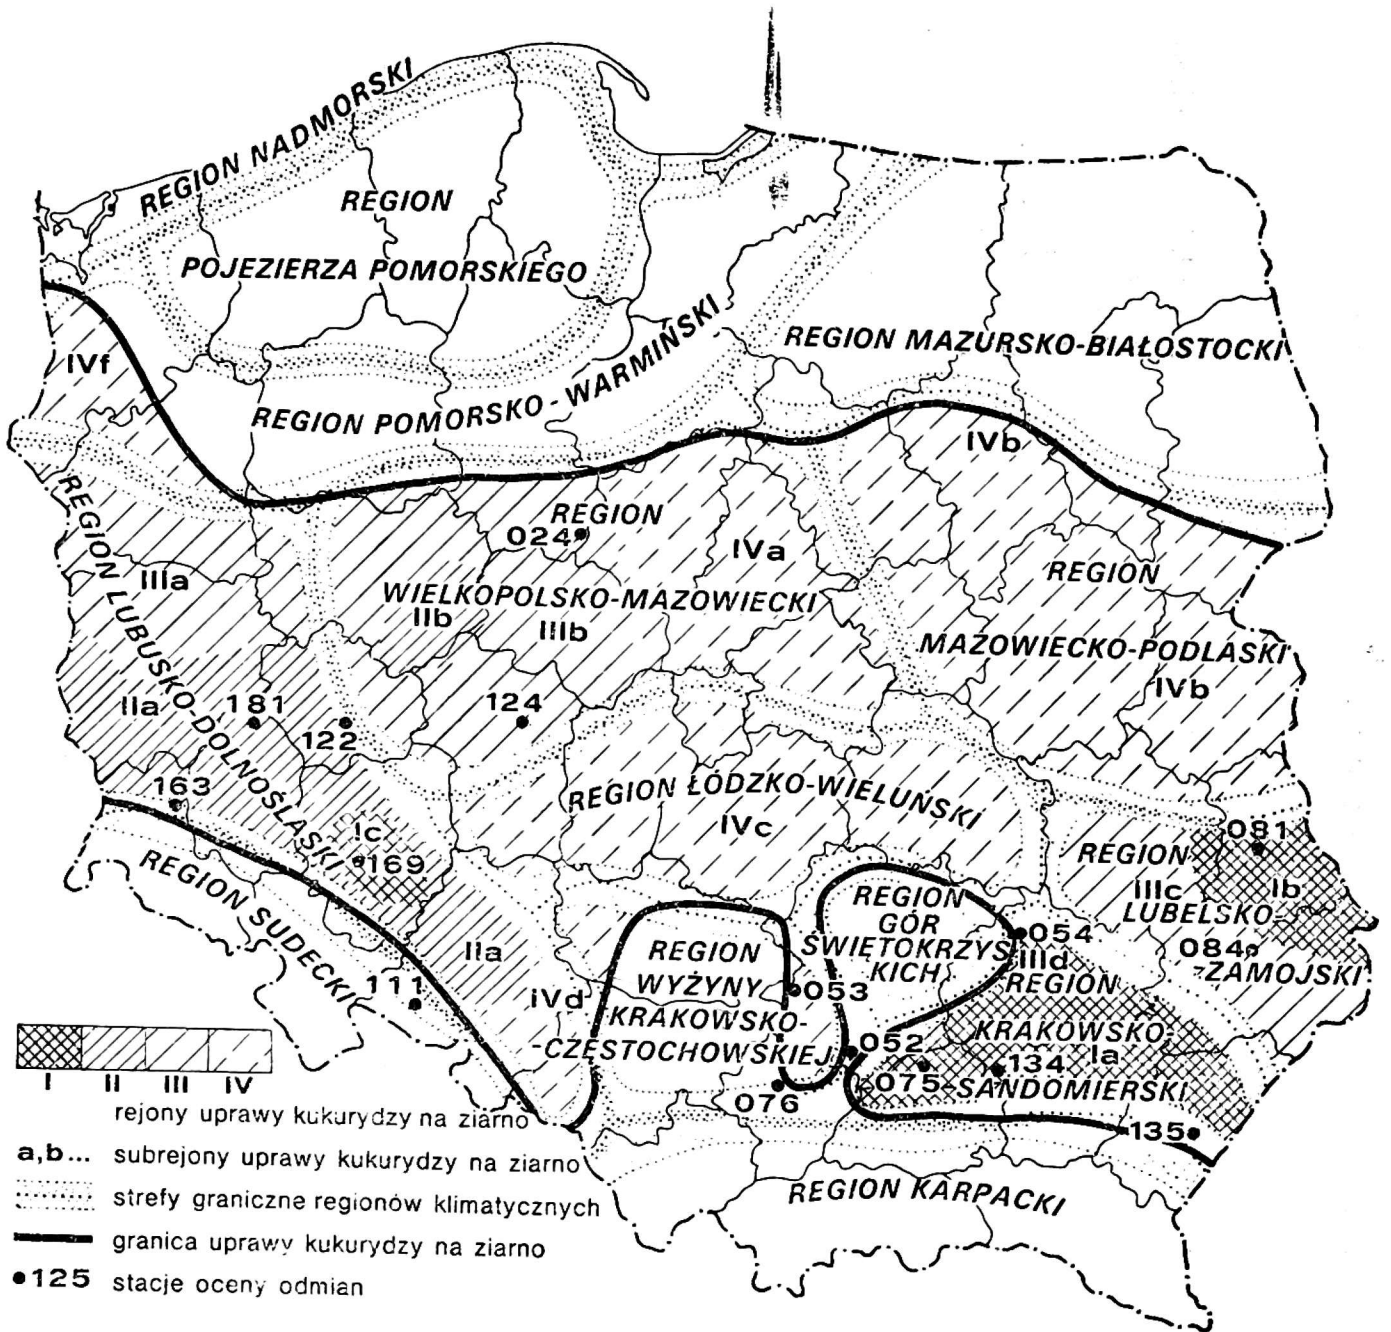 REGION NADMORSKI
REGION
POJEZIERZA POMORSKIEGO
REGION MAZURSKO-BIAŁOSTOCKI
IVf
REGION POMORSKO-WARMIŃSKI
IVb
REGION
024
IVa
REGION
IIIa
WIELKOPOLSKO-MAZOWIECKI
IIb
IIIb
REGION LUBUSKO-DOLNOŚLĄSKI
MAZOWIECKO-PODLASKI
IVb
IIa
181
122
124
163
REGION ŁÓDZKO-WIELUŃSKI
IVc
Ic
169
081
REGION
IIIc
Ib
LUBELSKO-
084
-ZAMOJSKI
REGION SUDECKI
REGION
GÓR
ŚWIĘTOKRZYS
KICH
054
IIId
REGION
KRAKOWSKO-
Ia
134
075
-SANDOMIERSKI
IIa
111
IVd
REGION
WYŻYNY
KRAKOWSKO-
-CZĘSTOCHOWSKIEJ
053
052
076
135
REGION KARPACKI
I II III IV
rejony uprawy kukurydzy na ziarno
a,b... subrejony uprawy kukurydzy na ziarno
strefy graniczne regionów klimatycznych
granica uprawy kukurydzy na ziarno
125 stacje oceny odmian